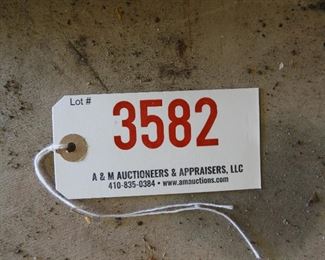 Lot #
3582
A & M AUCTIONEERS & APPRAISERS, LLC
410-835-0384 • www.amauctions.com